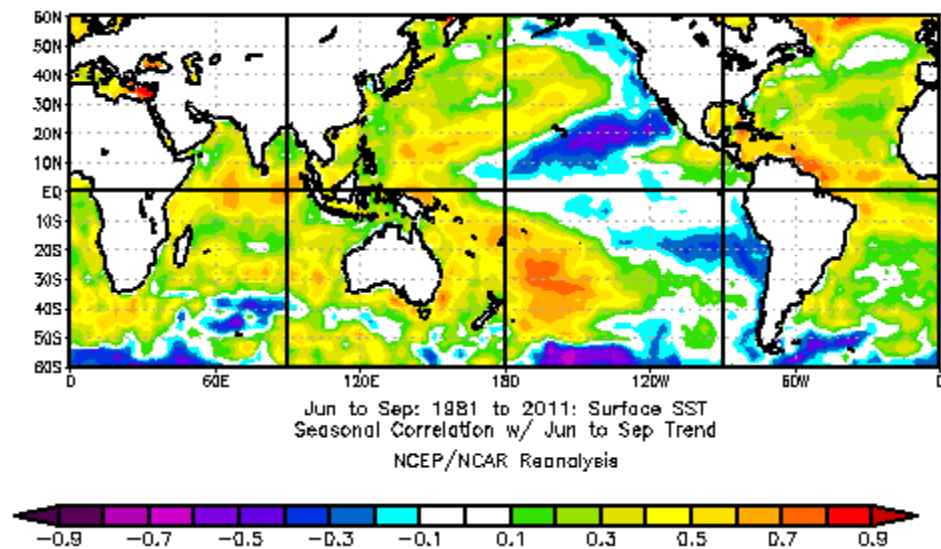 60N
50N
40N
30N
20N
10N
EQ
10S
20S
30S
40S
50S
60S
0 60E 120E 180 120W 60W 0
Jun to Sep: 1981 to 2011: Surface SST
Seasonal Correlation w/ Jun to Sep Trend
NCEP/NCAR Reanalysis
-0.9 -0.7 -0.5 -0.3 -0.1 0.1 0.3 0.5 0.7 0.9